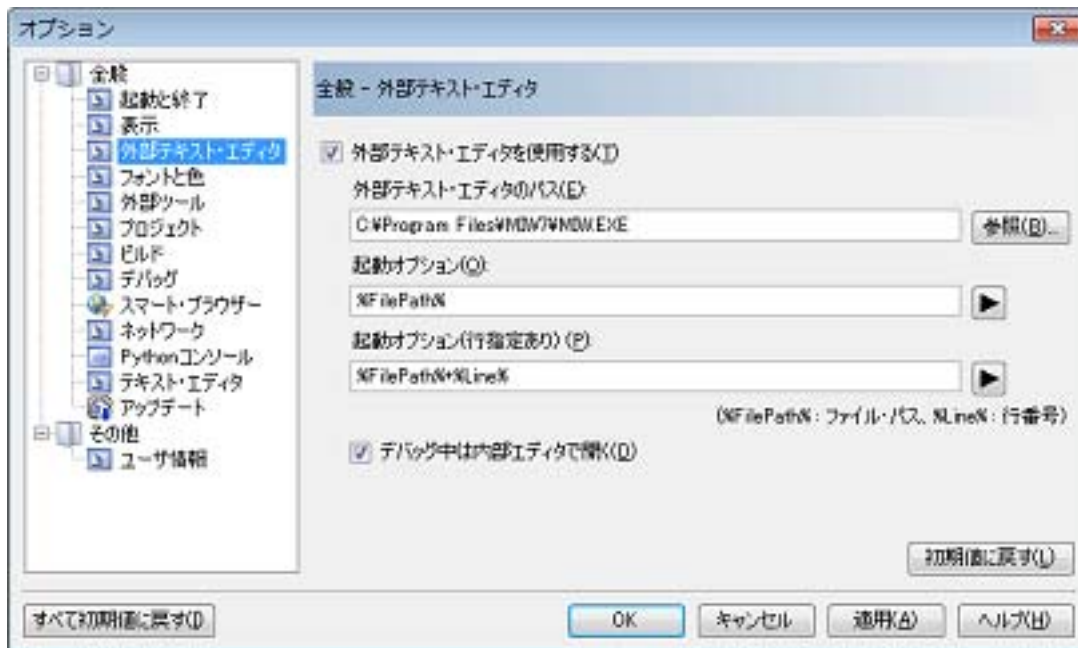 オプション
全般
起動と終了
表示
外部テキスト・エディタ
フォントと色
外部ツール
プロジェクト
ビルド
デバッグ
スマート・ブラウザー
ネットワーク
Pythonコンソール
テキスト・エディタ
アップデート
その他
ユーザ情報
全般 - 外部テキスト・エディタ
外部テキスト・エディタを使用する(T)
外部テキスト・エディタのパス(E):
C:¥Program Files¥MIW7¥MIW.EXE
参照(R)...
起動オプション(O):
%FilePath%
起動オプション(行指定あり) (P):
%FilePath%+%Line%
(%FilePath% : ファイル・パス、%Line% : 行番号)
デバッグ中は内部エディタで開く(D)
初期値に戻す(L)
すべて初期値に戻す(I)
OK
キャンセル
適用(A)
ヘルプ(H)